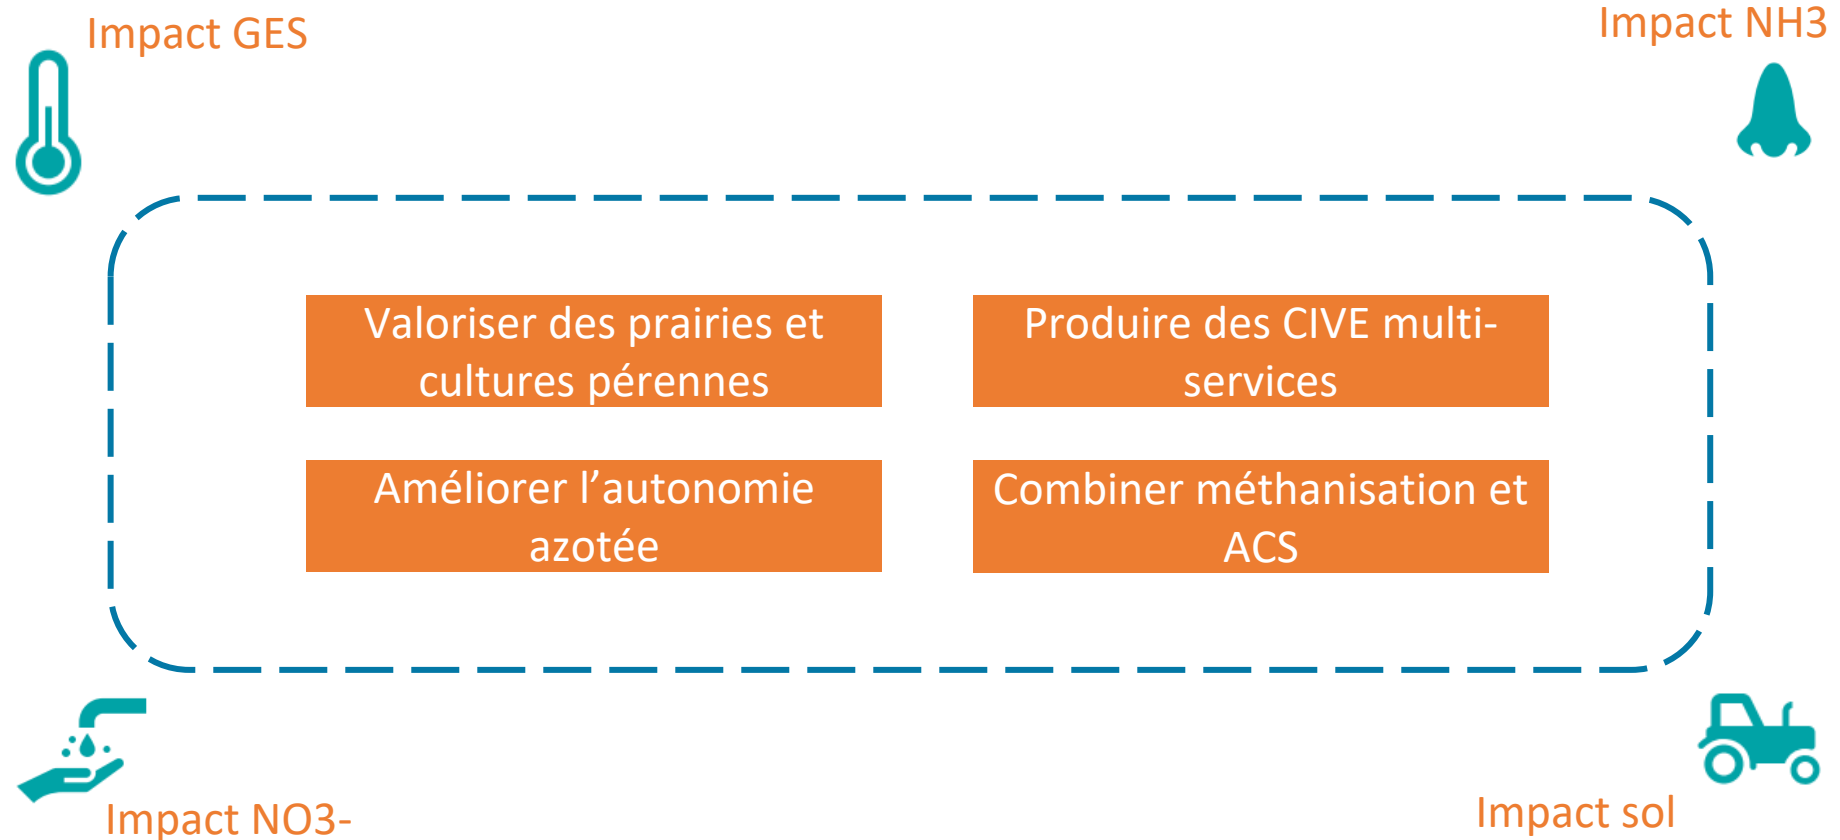 Impact GES
Impact NH3
Valoriser des prairies et
cultures pérennes
Produire des CIVE multi-
services
Améliorer l’autonomie
azotée
Combiner méthanisation et
ACS
Impact NO3-
Impact sol